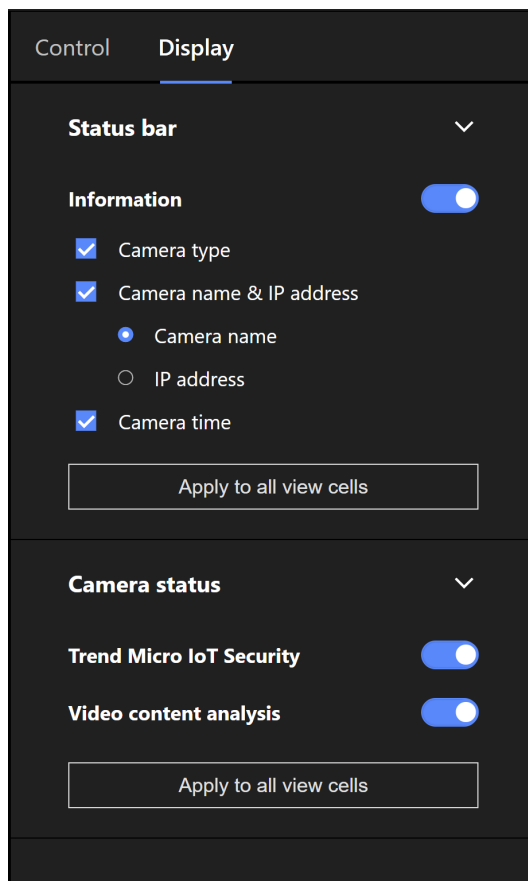 Control Display
Status bar
Information
Camera type
Camera name & IP address
Camera name
IP address
Camera time
Apply to all view cells
Camera status
Trend Micro IoT Security
Video content analysis
Apply to all view cells